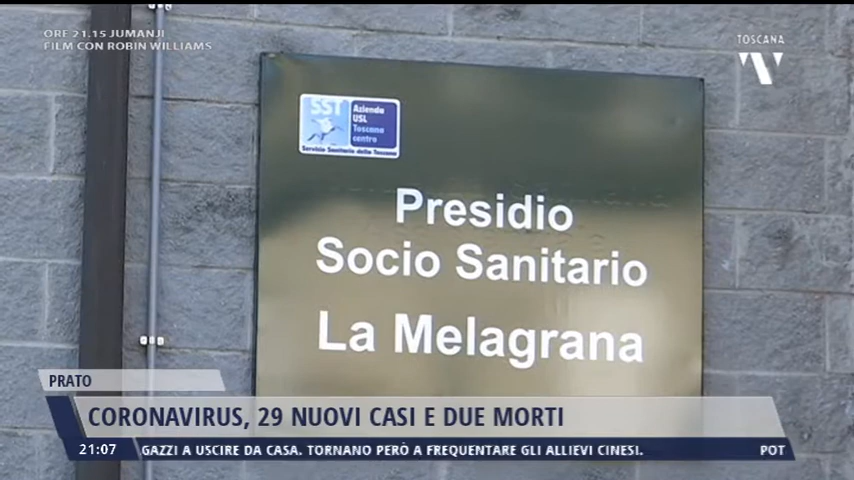 ORE 21.15 JUMANJI
FILM CON ROBIN WILLIAMS
TOSCANA
TV
SST
Azienda
USL
Toscana
centro
Servizio Sanitario della Toscana
Presidio
Socio Sanitario
La Melagrana
PRATO
CORONAVIRUS, 29 NUOVI CASI E DUE MORTI
21:07
GAZZI A USCIRE DA CASA. TORNANO PERÒ A FREQUENTARE GLI ALLIEVI CINESI.
POT